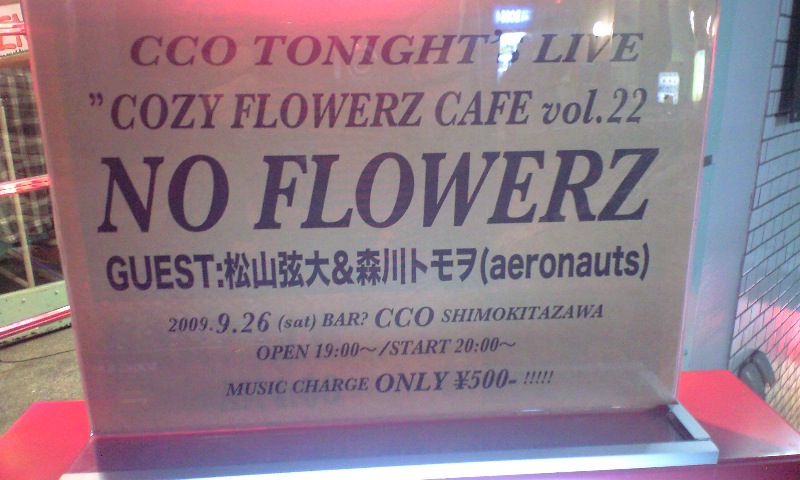 CCO TONIGHT's LIVE
"COZY FLOWERZ CAFE vol.22
NO FLOWERZ
GUEST:松山弦大&森川トモヲ(aeronauts)
2009.9.26 (sat) BAR? CCO SHIMOKITAZAWA
OPEN 19:00～/START 20:00～
MUSIC CHARGE ONLY ¥500- !!!!!